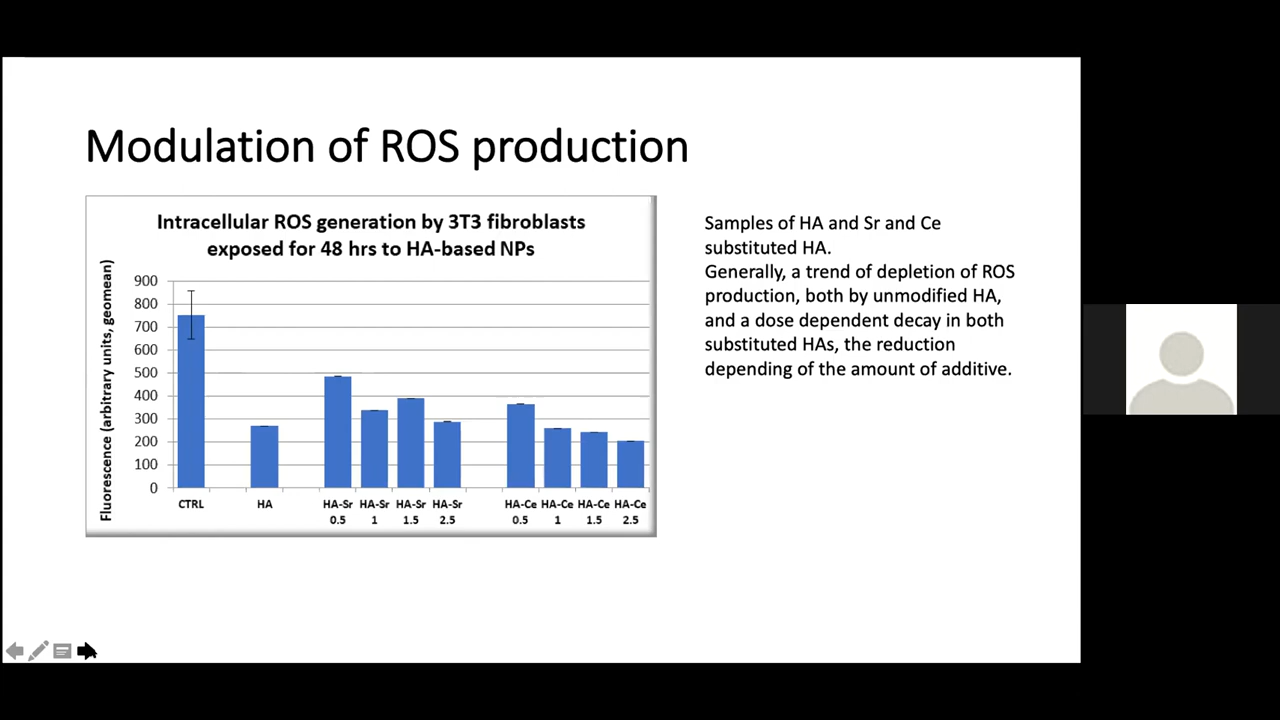 Modulation of ROS production
Intracellular ROS generation by 3T3 fibroblasts
exposed for 48 hrs to HA-based NPs
Fluorescence (arbitrary units, geomean)
900
800
700
600
500
400
300
200
100
0
CTRL
HA
HA-Sr
0.5
HA-Sr
1
HA-Sr
1.5
HA-Sr
2.5
HA-Ce
0.5
HA-Ce
1
HA-Ce
1.5
HA-Ce
2.5
Samples of HA and Sr and Ce
substituted HA.
Generally, a trend of depletion of ROS
production, both by unmodified HA,
and a dose dependent decay in both
substituted HAs, the reduction
depending of the amount of additive.